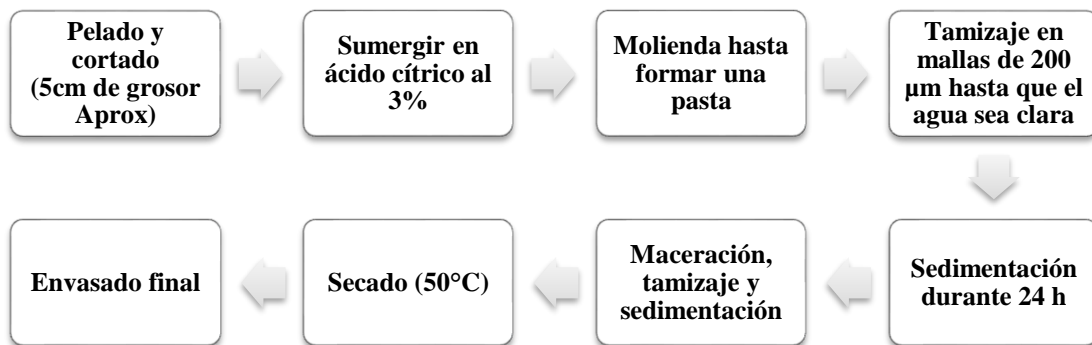 Pelado y
cortado
(5cm de grosor
Aprox)
Sumergir en
ácido cítrico al
3%
Molienda hasta
formar una
pasta
Tamizaje en
mallas de 200
µm hasta que el
agua sea clara
Sedimentación
durante 24 h
Maceración,
tamizaje y
sedimentación
Secado (50°C)
Envasado final